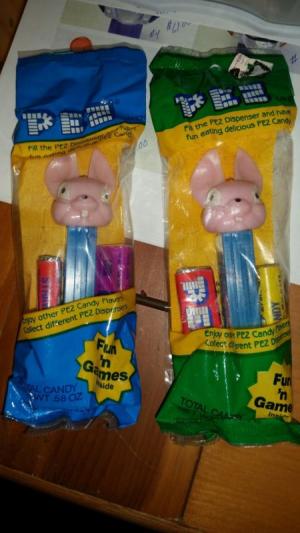 PEZ
Fill the PEZ Dispenser and have
fun eating delicious PEZ Candy
Enjoy other PEZ Candy Flavors
Collect different PEZ Dispensers
Fun
'n
Games
inside
TOTAL CANDY
WT .58 OZ
PEZ
Fill the PEZ Dispenser and have
fun eating delicious PEZ Candy
PEZ
Enjoy other PEZ Candy Flavors
Collect different PEZ Dispensers
Fun
'n
Games
TOTAL CANDY